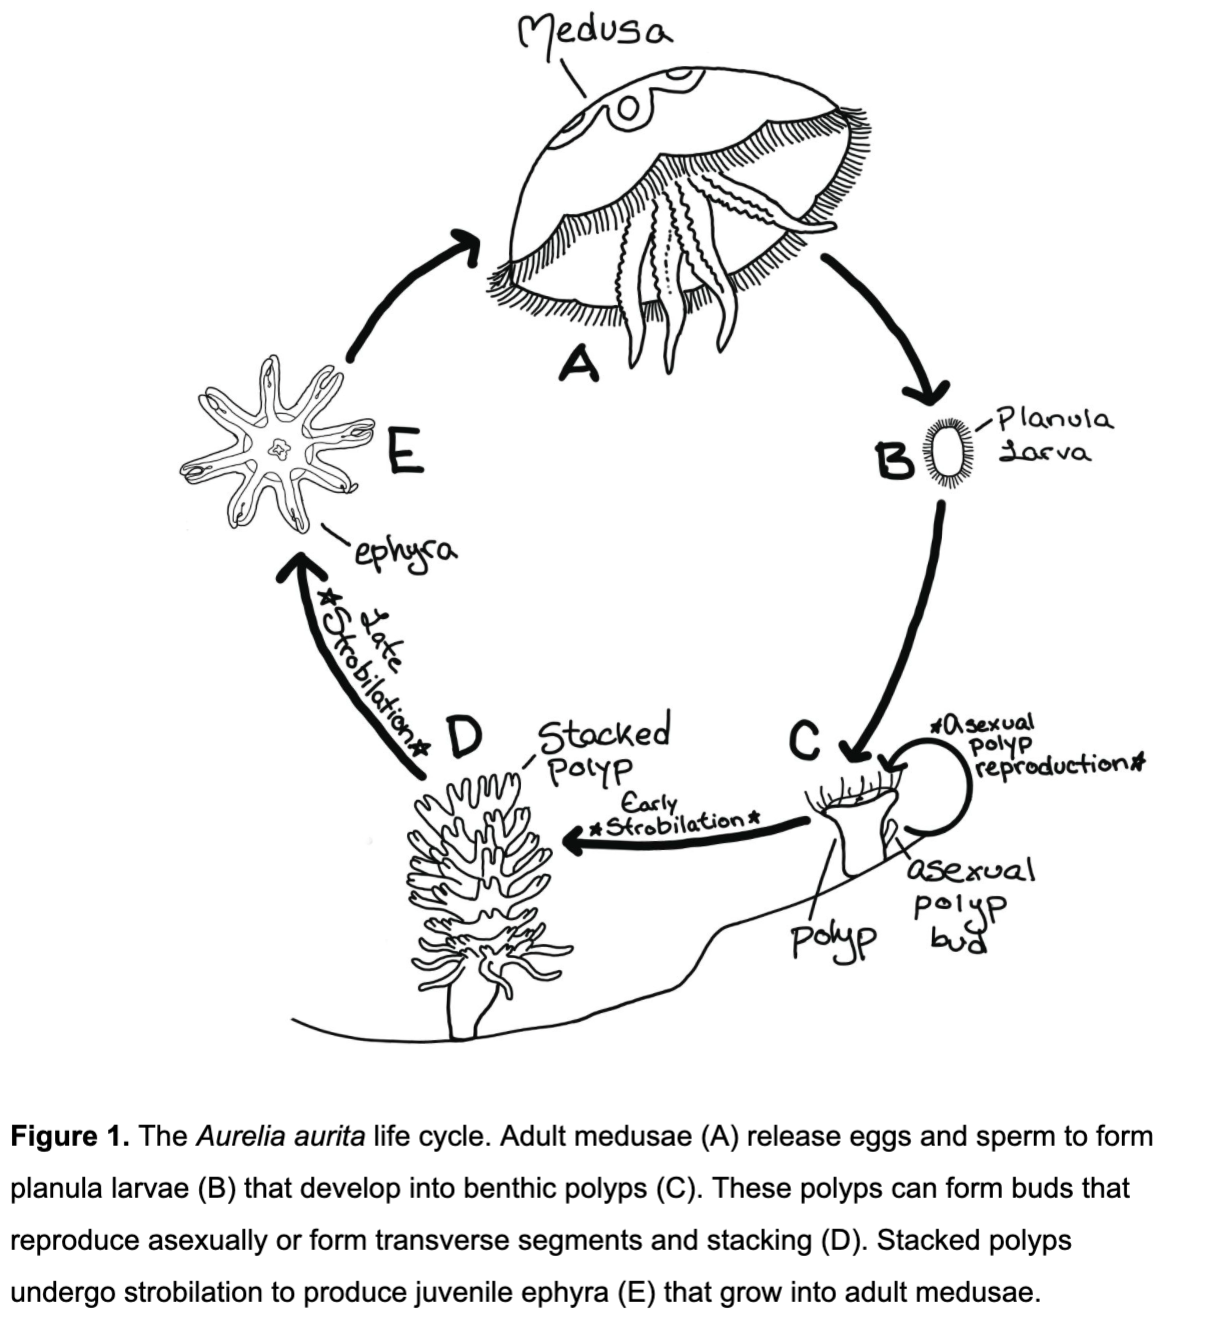 Medusa
A
B
Planula
Larva
E
ephyra
*Late
Strobilation*
D
Stacked
Polyp
C
*Asexual
polyp
reproduction*
Early
*Strobilation*
asexual
polyp
bud
polyp
Figure 1. The Aurelia aurita life cycle. Adult medusae (A) release eggs and sperm to form
planula larvae (B) that develop into benthic polyps (C). These polyps can form buds that
reproduce asexually or form transverse segments and stacking (D). Stacked polyps
undergo strobilation to produce juvenile ephyra (E) that grow into adult medusae.